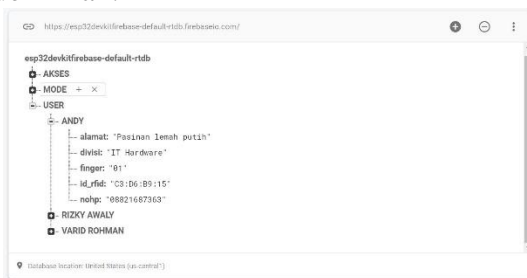 https://esp32devkitfirebase-default-rtdb.firebaseio.com/
esp32devkitfirebase-default-rtdb
AKSES
MODE
USER
ANDY
alamat: "Pasinan lemah putih"
divisi: "IT Hardware"
finger: "01"
id_rfid: "C3:D6:B9:15"
nohp: "08821687363"
RIZKY AWALY
VARID ROHMAN
Database location: United States (us-central1)